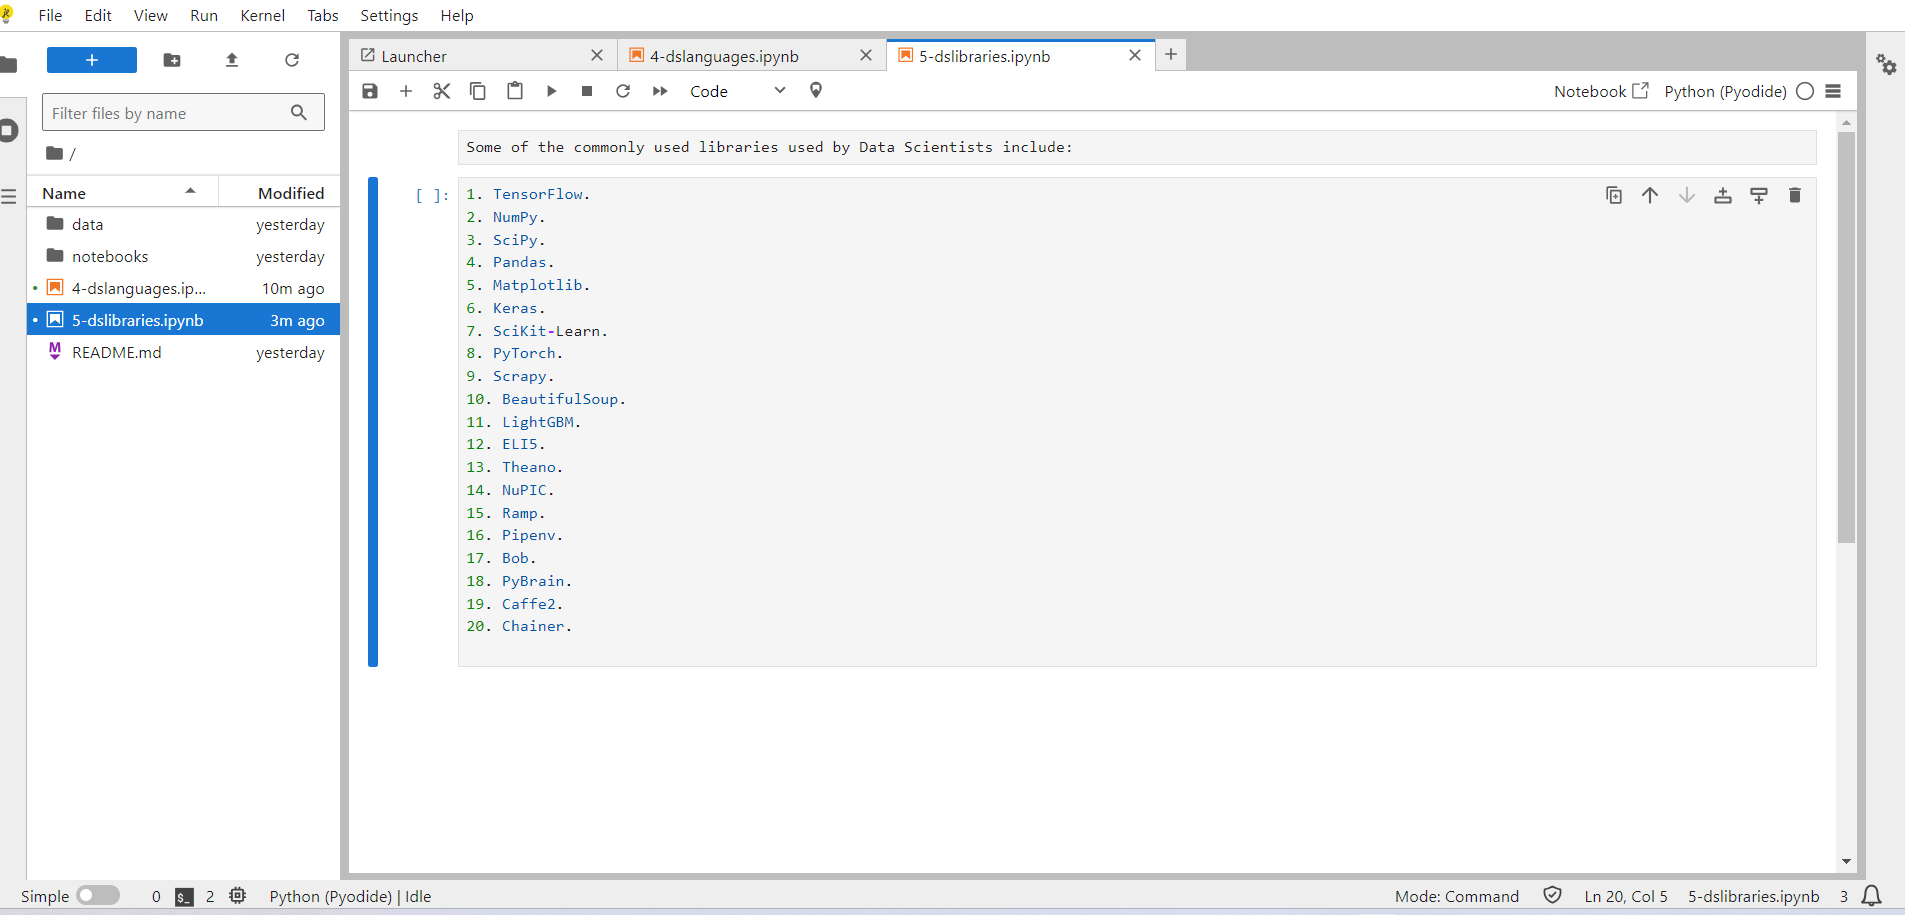 File Edit View Run Kernel Tabs Settings Help
+
Filter files by name
/
Name Modified
data yesterday
notebooks yesterday
4-dslanguages.ip... 10m ago
5-dslibraries.ipynb 3m ago
README.md yesterday
Launcher 4-dslanguages.ipynb 5-dslibraries.ipynb
Code Notebook Python (Pyodide)
Some of the commonly used libraries used by Data Scientists include:
[ ]:
1. TensorFlow.
2. NumPy.
3. SciPy.
4. Pandas.
5. Matplotlib.
6. Keras.
7. SciKit-Learn.
8. PyTorch.
9. Scrapy.
10. BeautifulSoup.
11. LightGBM.
12. ELI5.
13. Theano.
14. NuPIC.
15. Ramp.
16. Pipenv.
17. Bob.
18. PyBrain.
19. Caffe2.
20. Chainer.
Simple 0 $_ 2 Python (Pyodide) | Idle Mode: Command Ln 20, Col 5 5-dslibraries.ipynb 3